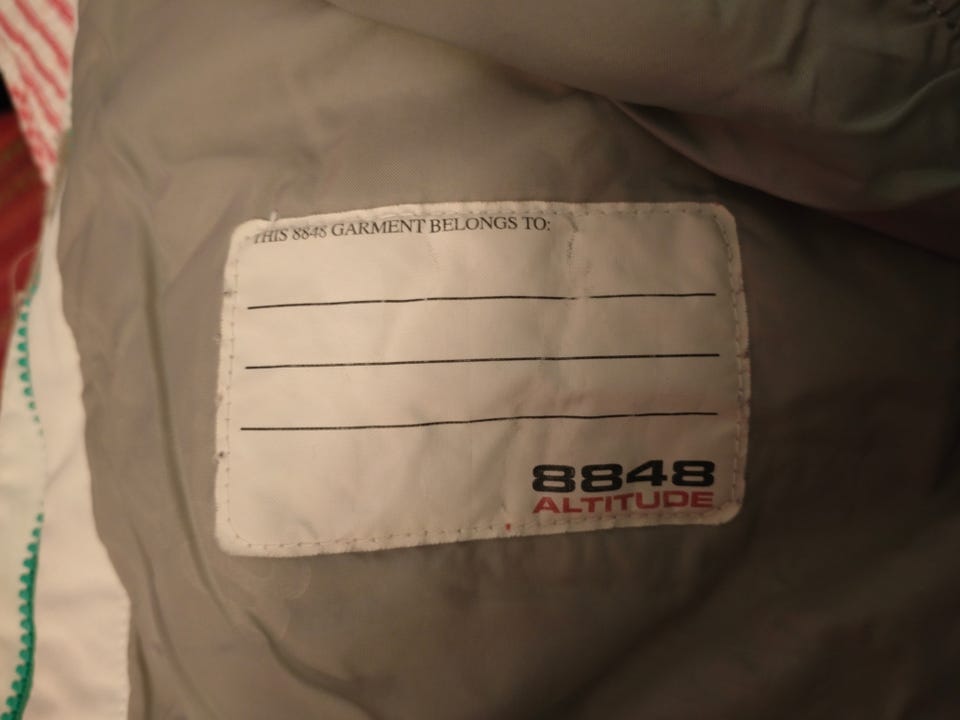 THIS 8848 GARMENT BELONGS TO:
8848
ALTITUDE